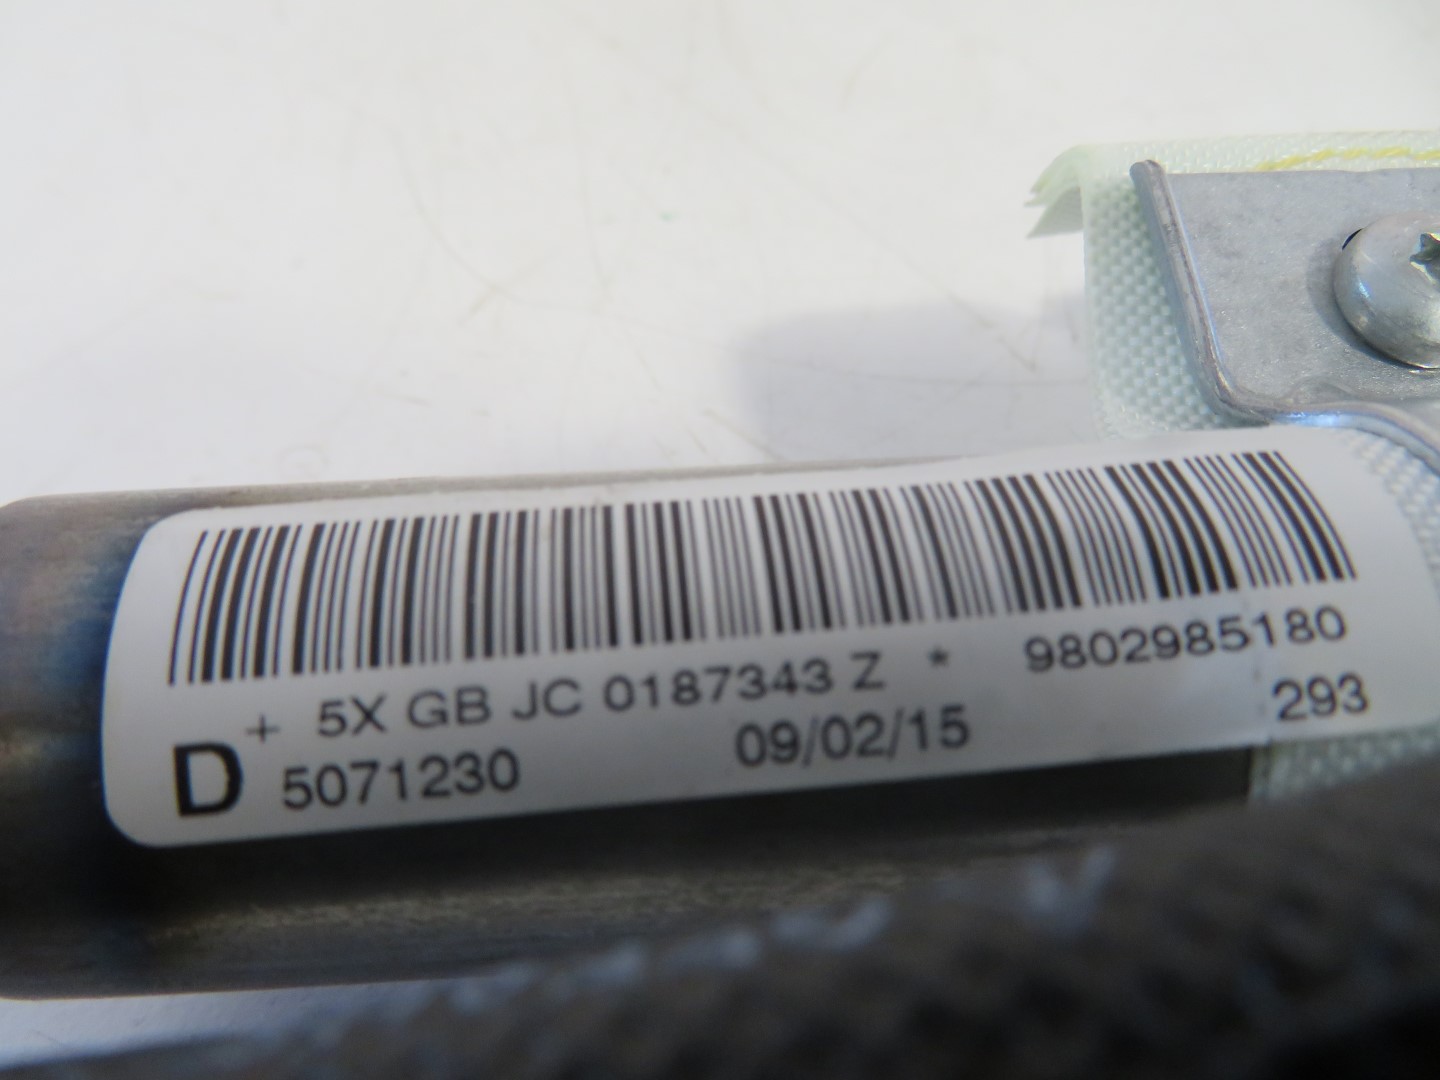 + 5X GB JC 0187343 Z * 9802985180
D 5071230 09/02/15 293